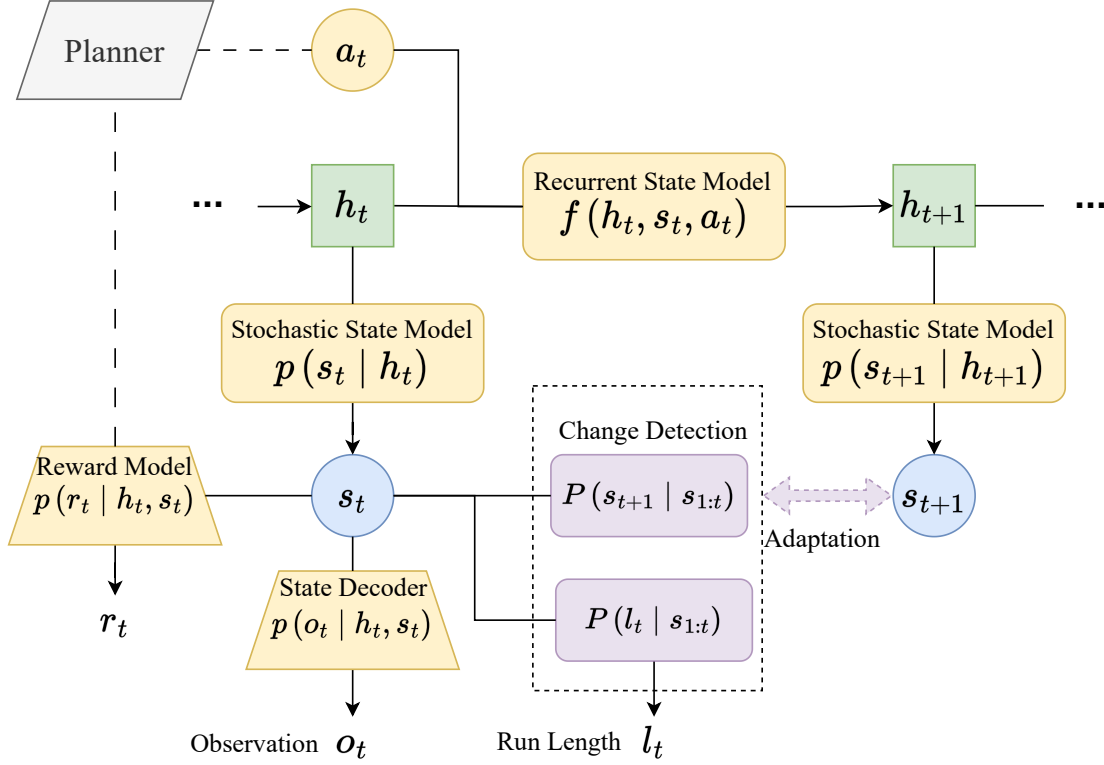 Planner
a_t
...
h_t
Recurrent State Model
f (h_t, s_t, a_t)
h_{t+1}
...
Stochastic State Model
p (s_t | h_t)
Stochastic State Model
p (s_{t+1} | h_{t+1})
Change Detection
Reward Model
p (r_t | h_t, s_t)
s_t
P (s_{t+1} | s_{1:t})
s_{t+1}
Adaptation
State Decoder
p (o_t | h_t, s_t)
P (l_t | s_{1:t})
r_t
Observation o_t
Run Length l_t